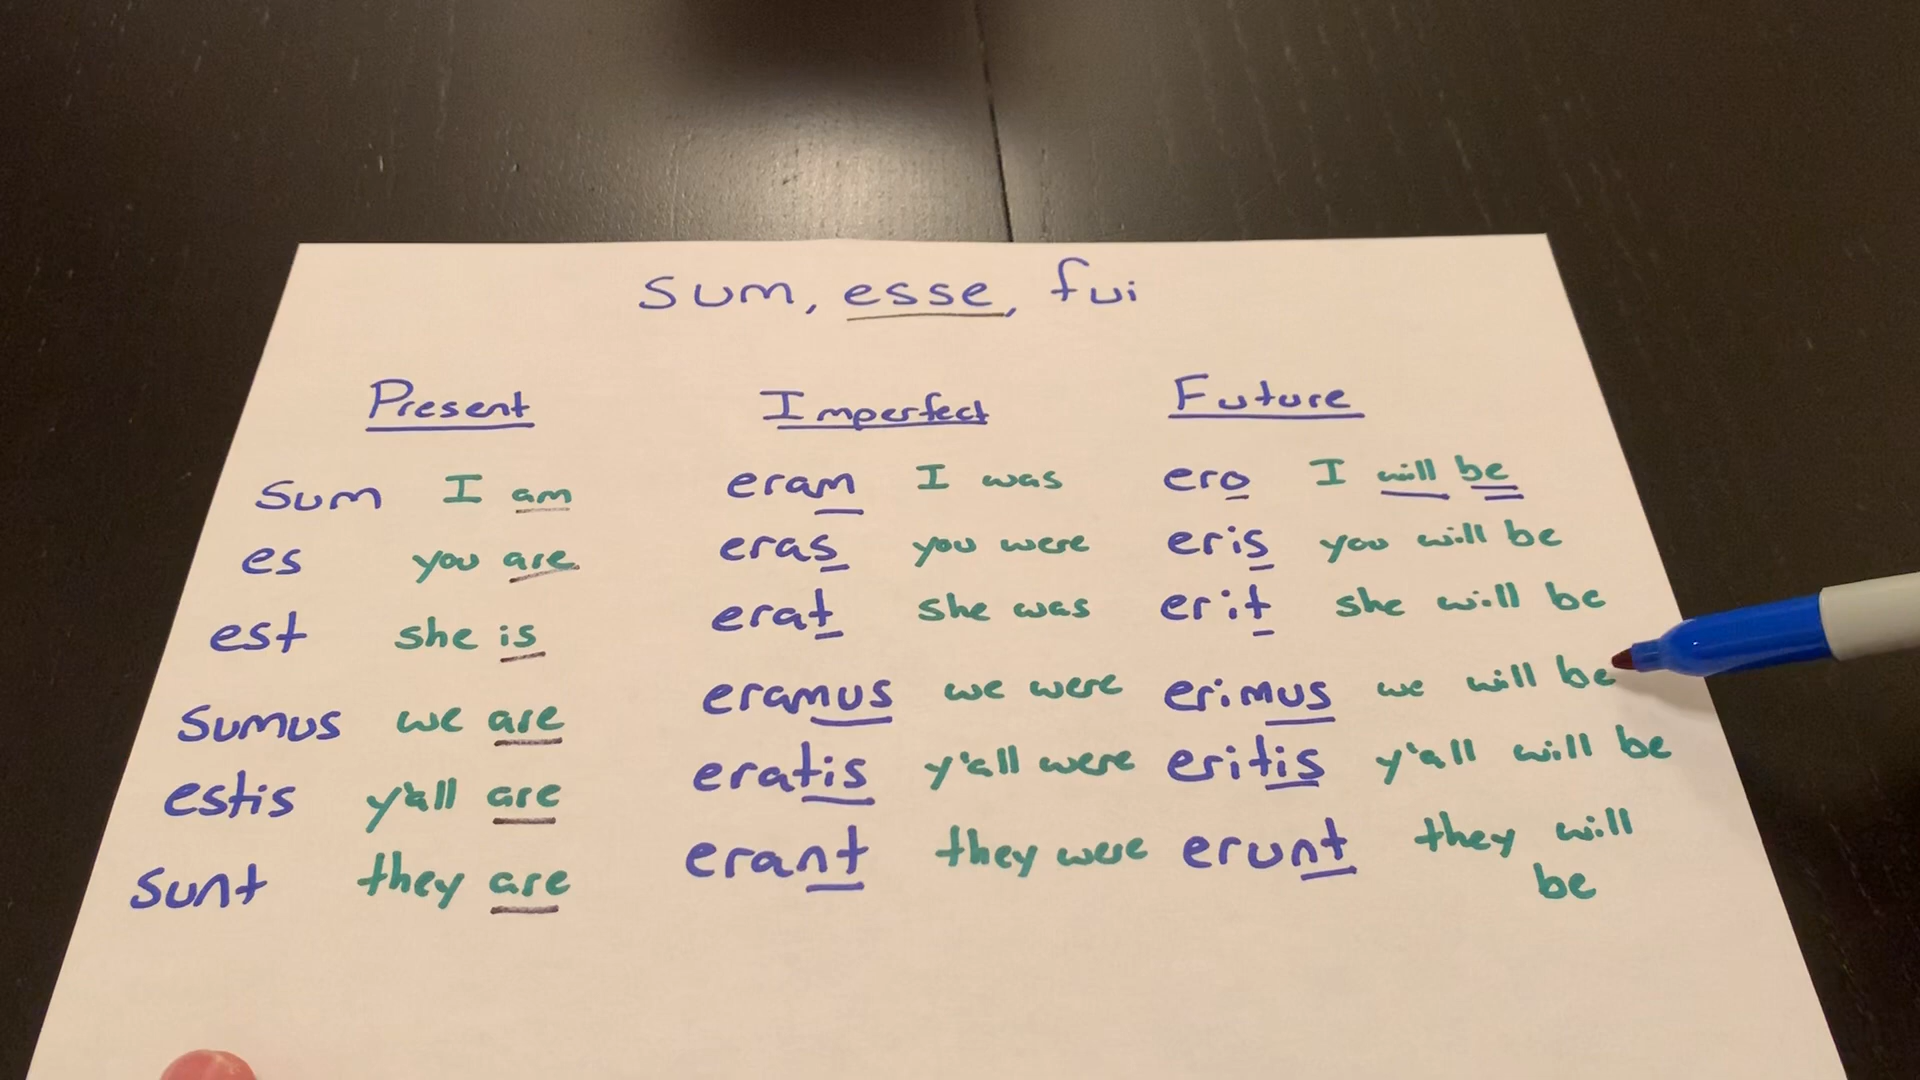 sum, esse, fui
Present Imperfect Future
sum I am eram I was ero I will be
es you are eras you were eris you will be
est she is erat she was erit she will be
sumus we are eramus we were erimus we will be
estis y'all are eratis y'all were eritis y'all will be
sunt they are erant they were erunt they will
be